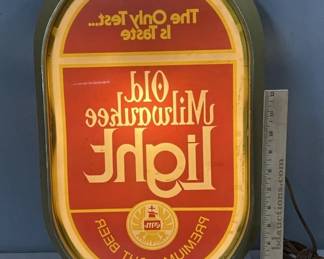 The Only Test...
Is Taste
Old
Milwaukee
Light
PREMIUM LIGHT BEER